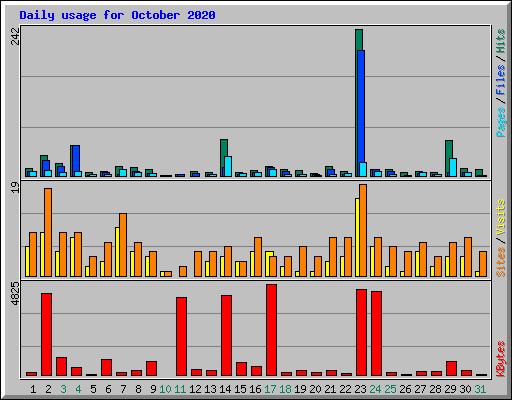 Daily usage for October 2020
242
Pages / Files / Hits
19
Sites / Visits
4825
KBytes
1 2 3 4 5 6 7 8 9 10 11 12 13 14 15 16 17 18 19 20 21 22 23 24 25 26 27 28 29 30 31